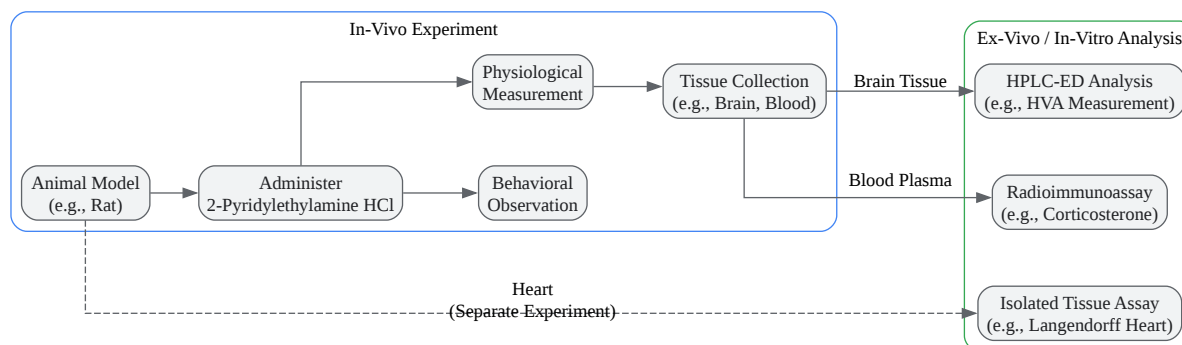 In-Vivo Experiment
Ex-Vivo / In-Vitro Analysis
Physiological
Measurement
Tissue Collection
(e.g., Brain, Blood)
Brain Tissue
HPLC-ED Analysis
(e.g., HVA Measurement)
Animal Model
(e.g., Rat)
Administer
2-Pyridylethylamine HCl
Behavioral
Observation
Blood Plasma
Radioimmunoassay
(e.g., Corticosterone)
Heart
(Separate Experiment)
Isolated Tissue Assay
(e.g., Langendorff Heart)